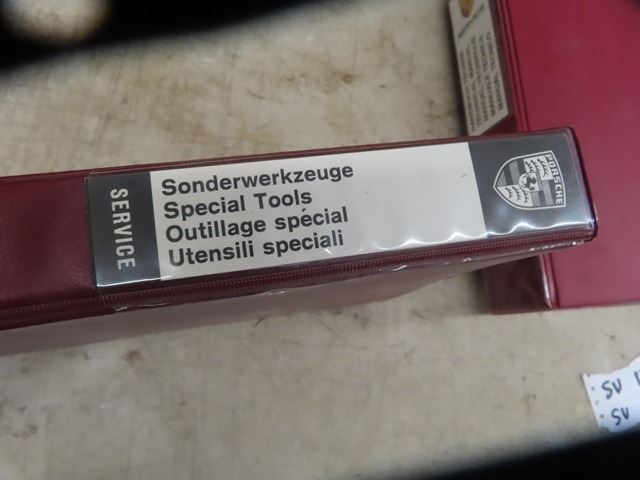 SERVICE
Sonderwerkzeuge
Special Tools
Outillage spécial
Utensili speciali
PORSCHE
SV
SV